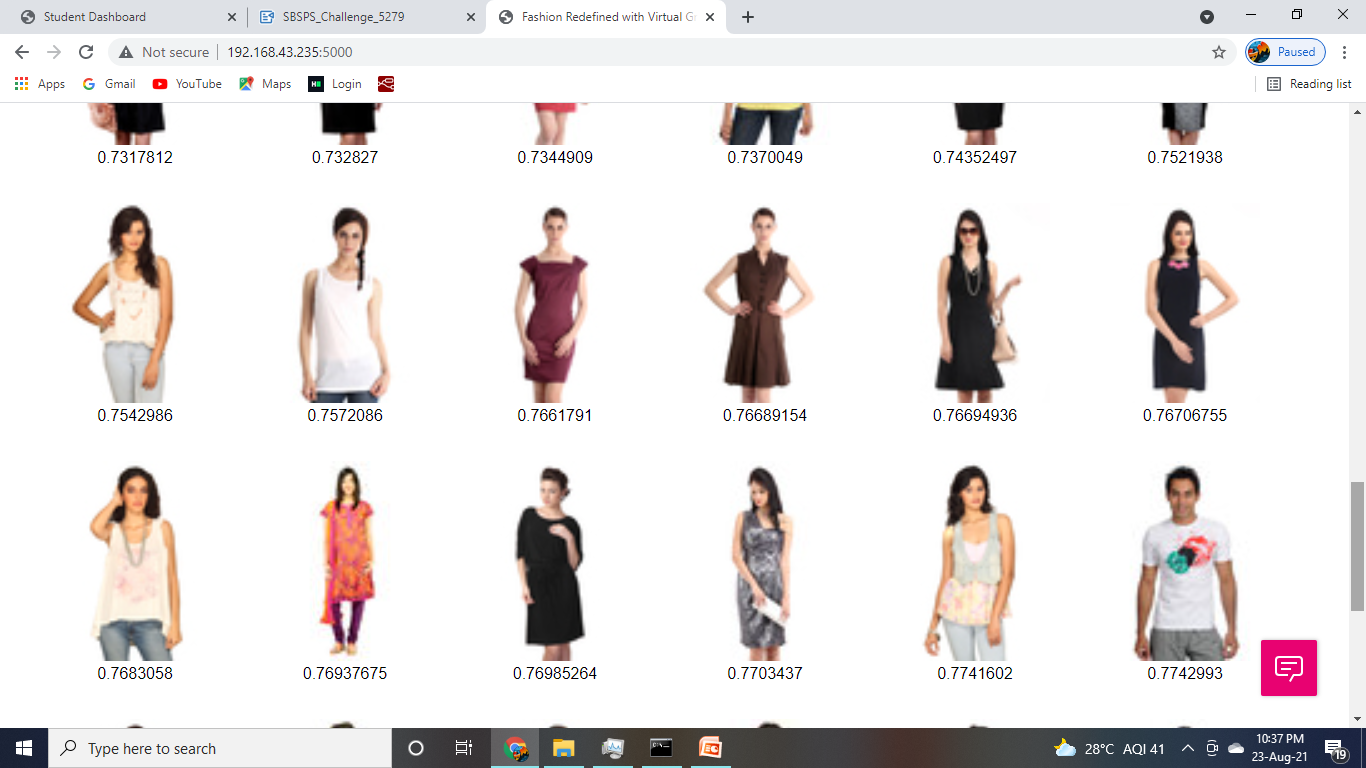 Student Dashboard
SBSPS_Challenge_5279
Fashion Redefined with Virtual G
Not secure
192.168.43.235:5000
Paused
Apps
Gmail
YouTube
Maps
Login
Reading list
0.7317812
0.732827
0.7344909
0.7370049
0.74352497
0.7521938
0.7542986
0.7572086
0.7661791
0.76689154
0.76694936
0.76706755
0.7683058
0.76937675
0.76985264
0.7703437
0.7741602
0.7742993
Type here to search
28°C AQI 41
10:37 PM
23-Aug-21
19